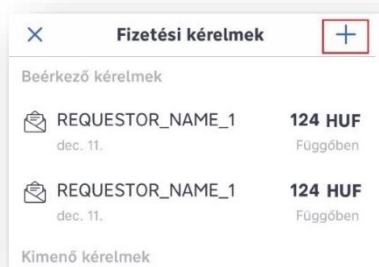 Fizetési kérelmek
Beérkező kérelmek
REQUESTOR_NAME_1 124 HUF
dec. 11. Függőben
REQUESTOR_NAME_1 124 HUF
dec. 11. Függőben
Kimenő kérelmek